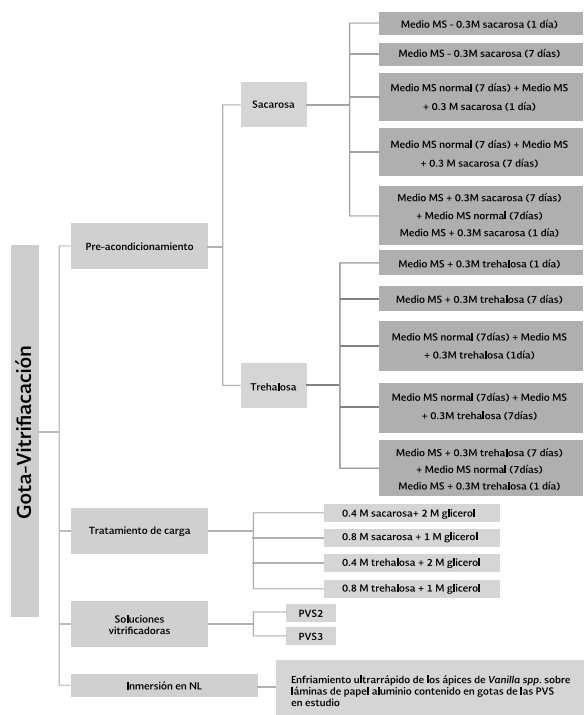 Gota-Vitrifiacación
Pre-acondicionamiento
Sacarosa
Medio MS - 0.3M sacarosa (1 día)
Medio MS - 0.3M sacarosa (7 días)
Medio MS normal (7 días) + Medio MS
+ 0.3 M sacarosa (1 día)
Medio MS normal (7 días) + Medio MS
+ 0.3 M sacarosa (7 días)
Medio MS + 0.3M sacarosa (7 días)
+ Medio MS normal (7días)
Medio MS + 0.3M sacarosa (1 día)
Trehalosa
Medio MS + 0.3M trehalosa (1 día)
Medio MS + 0.3M trehalosa (7 días)
Medio MS normal (7días) + Medio MS
+ 0.3M trehalosa (1día)
Medio MS normal (7días) + Medio MS
+ 0.3M trehalosa (7días)
Medio MS + 0.3M trehalosa (7 días)
+ Medio MS normal (7días)
Medio MS + 0.3M trehalosa (1 día)
Tratamiento de carga
0.4 M sacarosa+ 2 M glicerol
0.8 M sacarosa + 1 M glicerol
0.4 M trehalosa + 2 M glicerol
0.8 M trehalosa + 1 M glicerol
Soluciones
vitrificadoras
PVS2
PVS3
Inmersión en NL
Enfriamiento ultrarrápido de los ápices de Vanilla spp. sobre
láminas de papel aluminio contenido en gotas de las PVS
en estudio